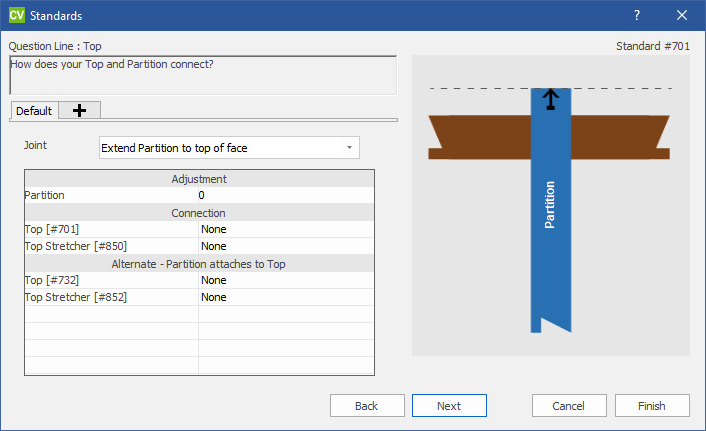 CV Standards ?
Question Line : Top Standard #701
How does your Top and Partition connect?
Default
Joint Extend Partition to top of face
Adjustment
Partition 0
Connection
Top [#701] None
Top Stretcher [#850] None
Alternate - Partition attaches to Top
Top [#732] None
Top Stretcher [#852] None
Partition
Back Next Cancel Finish